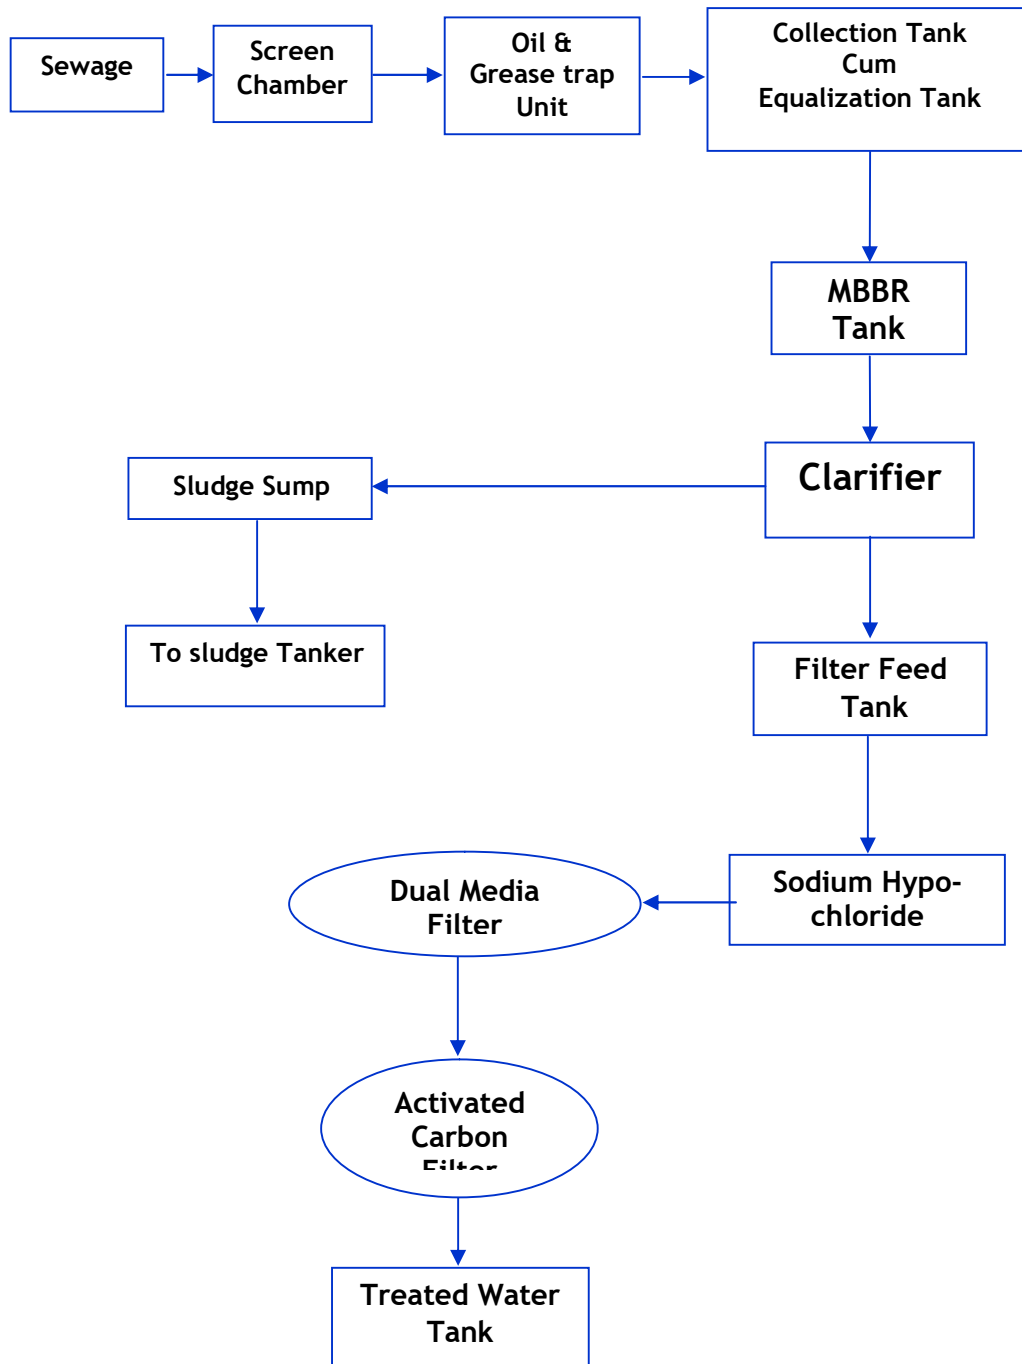 Sewage
Screen
Chamber
Oil &
Grease trap
Unit
Collection Tank
Cum
Equalization Tank
MBBR
Tank
Clarifier
Sludge Sump
To sludge Tanker
Filter Feed
Tank
Sodium Hypo-
chloride
Dual Media
Filter
Activated
Carbon
Filter
Treated Water
Tank